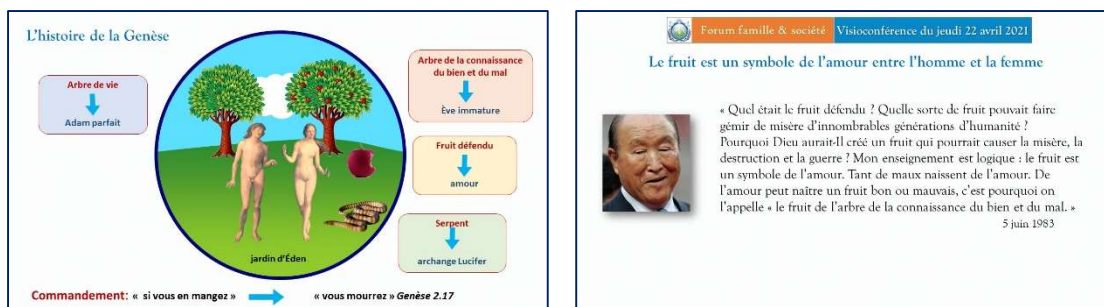 L'histoire de la Genèse
Arbre de vie
Adam parfait
Arbre de la connaissance
du bien et du mal
Ève immature
Fruit défendu
amour
Serpent
archange Lucifer
jardin d'Éden
Commandement: « si vous en mangez » « vous mourrez » Genèse 2.17
Forum famille & société Visioconférence du jeudi 22 avril 2021
Le fruit est un symbole de l'amour entre l'homme et la femme
« Quel était le fruit défendu ? Quelle sorte de fruit pouvait faire
gémir de misère d'innombrables générations d'humanité ?
Pourquoi Dieu aurait-Il créé un fruit qui pourrait causer la misère, la
destruction et la guerre ? Mon enseignement est logique : le fruit est
un symbole de l'amour. Tant de maux naissent de l'amour. De
l'amour peut naître un fruit bon ou mauvais, c'est pourquoi on
l'appelle « le fruit de l'arbre de la connaissance du bien et du mal. »
5 juin 1983